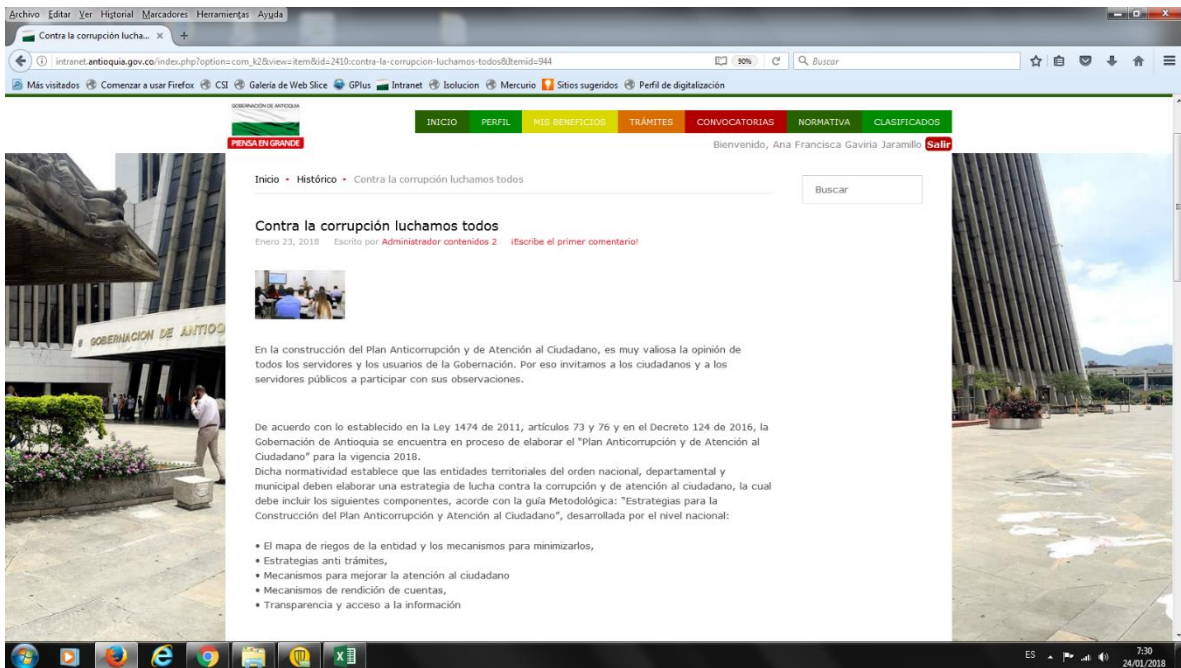 Archivo Editar Ver Historial Marcadores Herramientas Ayuda
Contra la corrupción lucha...
intranet.antioquia.gov.co/index.php?option=com_k2&view=item&id=2410:contra-la-corrupcion-luchamos-todos&Itemid=944
90%
Buscar
Más visitados Comenzar a usar Firefox CSI Galería de Web Slice GPlus Intranet Isolucion Mercurio Sitios sugeridos Perfil de digitalización
GOBERNACIÓN DE ANTIOQUIA
PIENSA EN GRANDE
INICIO PERFIL MIS BENEFICIOS TRÁMITES CONVOCATORIAS NORMATIVA CLASIFICADOS
Bienvenido, Ana Francisca Gaviria Jaramillo Salir
Inicio • Histórico • Contra la corrupción luchamos todos
Buscar
Contra la corrupción luchamos todos
Enero 23, 2018 Escrito por Administrador contenidos 2 ¡Escribe el primer comentario!
GOBERNACION DE ANTIOQ
En la construcción del Plan Anticorrupción y de Atención al Ciudadano, es muy valiosa la opinión de
todos los servidores y los usuarios de la Gobernación. Por eso invitamos a los ciudadanos y a los
servidores públicos a participar con sus observaciones.
De acuerdo con lo establecido en la Ley 1474 de 2011, artículos 73 y 76 y en el Decreto 124 de 2016, la
Gobernación de Antioquia se encuentra en proceso de elaborar el "Plan Anticorrupción y de Atención al
Ciudadano" para la vigencia 2018.
Dicha normatividad establece que las entidades territoriales del orden nacional, departamental y
municipal deben elaborar una estrategia de lucha contra la corrupción y de atención al ciudadano, la cual
debe incluir los siguientes componentes, acorde con la guía Metodológica: "Estrategias para la
Construcción del Plan Anticorrupción y Atención al Ciudadano", desarrollada por el nivel nacional:
• El mapa de riegos de la entidad y los mecanismos para minimizarlos,
• Estrategias anti trámites,
• Mecanismos para mejorar la atención al ciudadano
• Mecanismos de rendición de cuentas,
• Transparencia y acceso a la información
ES
7:30
24/01/2018